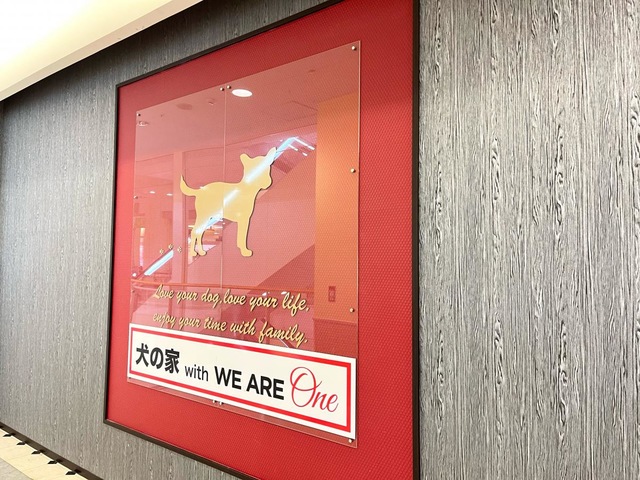 Love your dog, love your life,
enjoy your time with family.
犬の家 with WE ARE One